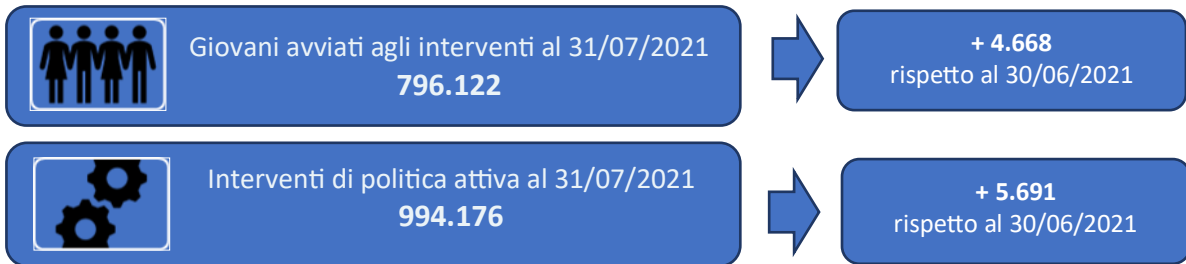 Giovani avviati agli interventi al 31/07/2021
796.122
+ 4.668
rispetto al 30/06/2021
Interventi di politica attiva al 31/07/2021
994.176
+ 5.691
rispetto al 30/06/2021